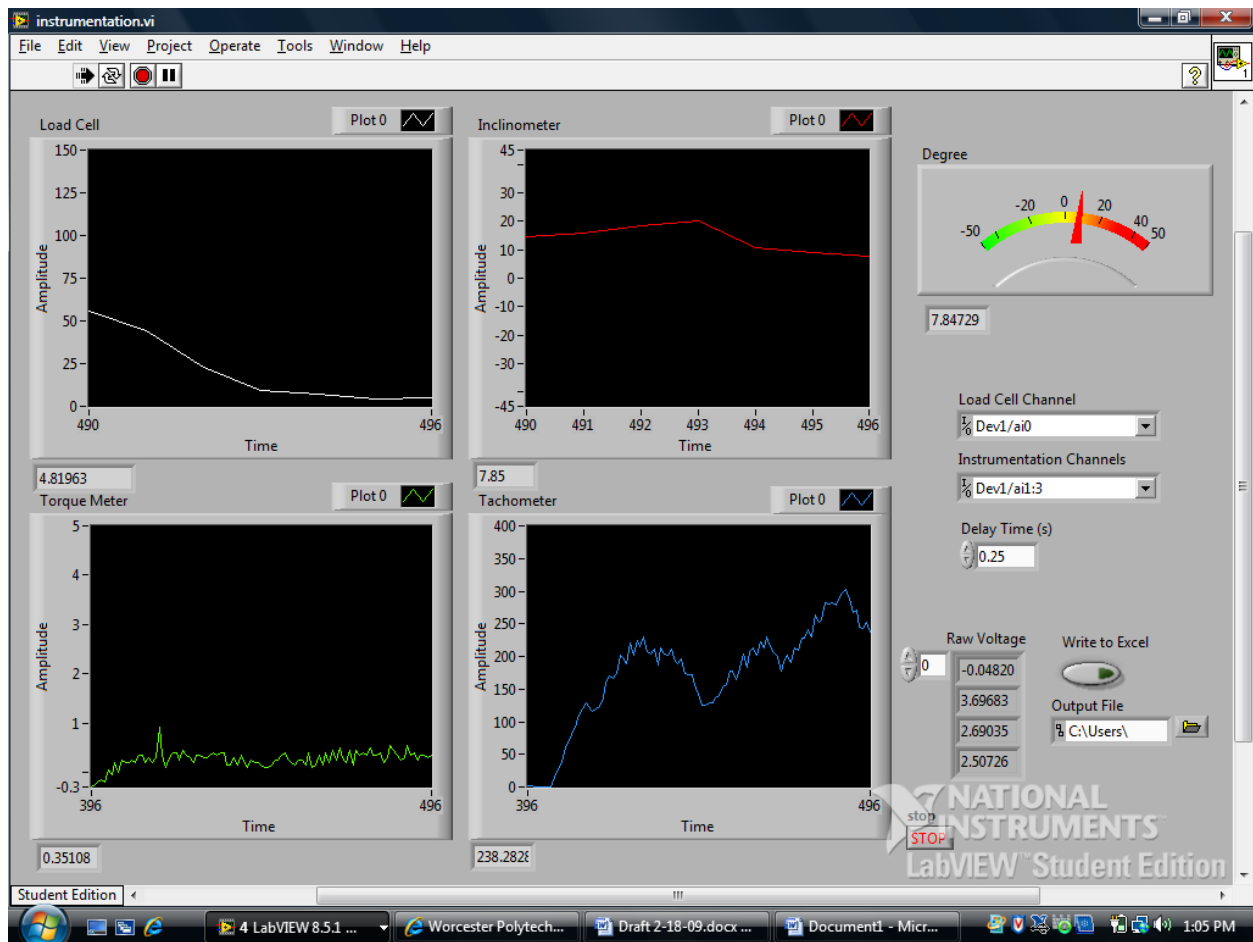 instrumentation.vi
File Edit View Project Operate Tools Window Help
1
Load Cell
Plot 0
150
125
100
75
50
25
0
Amplitude
490 496
Time
4.81963
Inclinometer
Plot 0
45
30
20
10
0
-10
-20
-30
-45
Amplitude
490 491 492 493 494 495 496
Time
7.85
Degree
-50 -20 0 20 40 50
7.84729
Load Cell Channel
Dev1/ai0
Instrumentation Channels
Dev1/ai1:3
Delay Time (s)
0.25
Torque Meter
Plot 0
5
4
3
2
1
-0.3
Amplitude
396 496
Time
0.35108
Tachometer
Plot 0
400
350
300
250
200
150
100
50
0
Amplitude
396 496
Time
238.2828
Raw Voltage
0
-0.04820
3.69683
2.69035
2.50726
Write to Excel
Output File
C:\Users\
stop
STOP
NATIONAL
INSTRUMENTS
LabVIEW™ Student Edition
Student Edition
4 LabVIEW 8.5.1 Worcester Polytech... Draft 2-18-09.docx ... Document1 - Micr... 1:05 PM